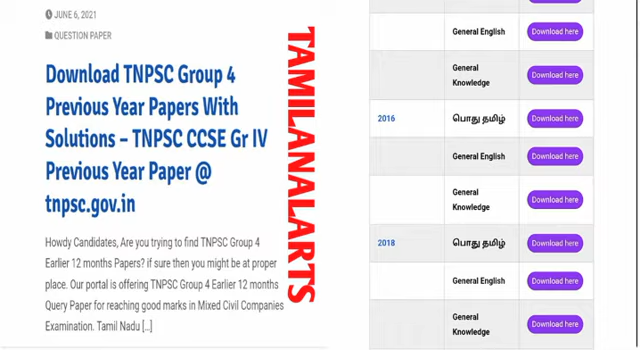 JUNE 6, 2021
QUESTION PAPER
Download TNPSC Group 4
Previous Year Papers With
Solutions – TNPSC CCSE Gr IV
Previous Year Paper @
tnpsc.gov.in
Howdy Candidates, Are you trying to find TNPSC Group 4
Earlier 12 months Papers? if sure then you might be at proper
place. Our portal is offering TNPSC Group 4 Earlier 12 months
Query Paper for reaching good marks in Mixed Civil Companies
Examination. Tamil Nadu [...]
TAMILANALARTS
General English Download here
General
Knowledge Download here
2016 பொது தமிழ் Download here
General English Download here
General
Knowledge Download here
2018 பொது தமிழ் Download here
General English Download here
General
Knowledge Download here